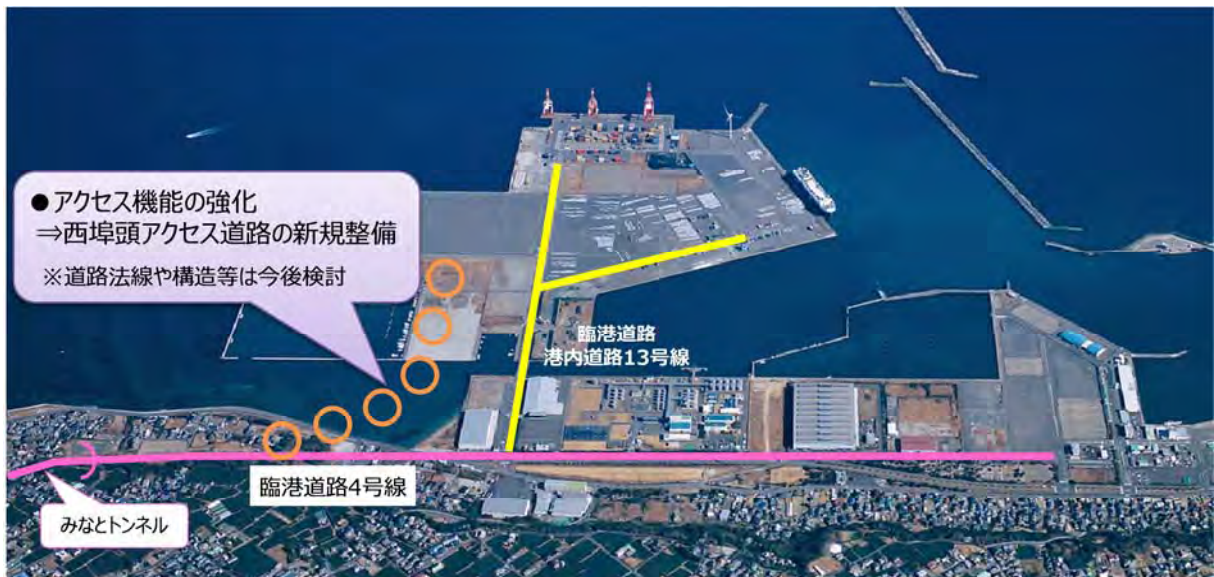 ●アクセス機能の強化
⇒西埠頭アクセス道路の新規整備
※道路法線や構造等は今後検討
臨港道路
港内道路13号線
臨港道路4号線
みなとトンネル